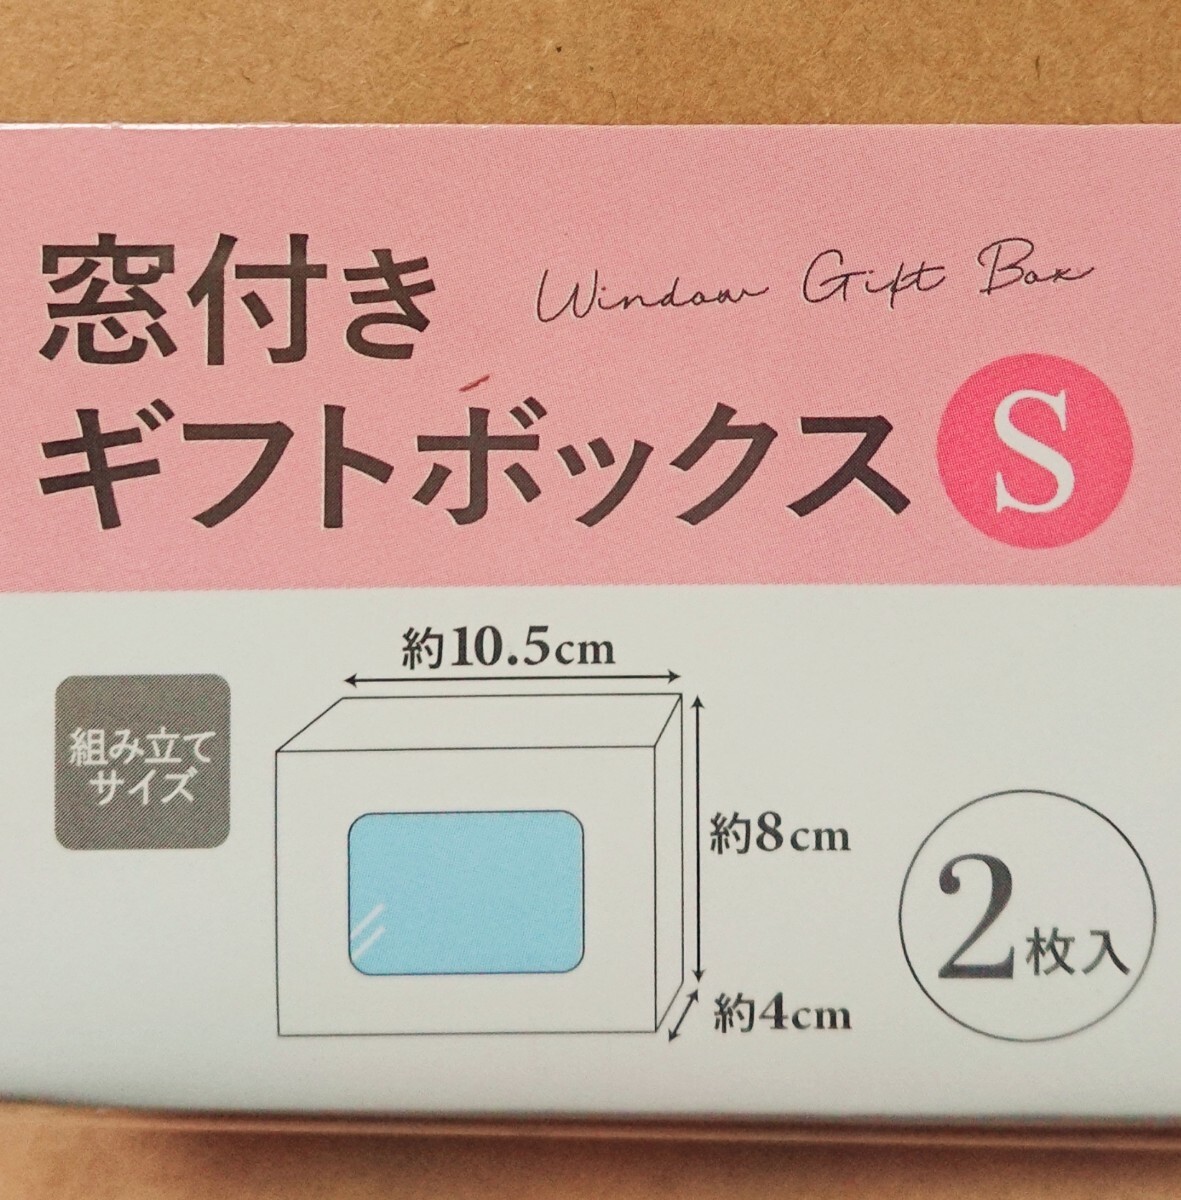 窓付き
Window Gift Box
ギフトボックス S
約10.5cm
組み立て
サイズ
約8cm
約4cm
2枚入